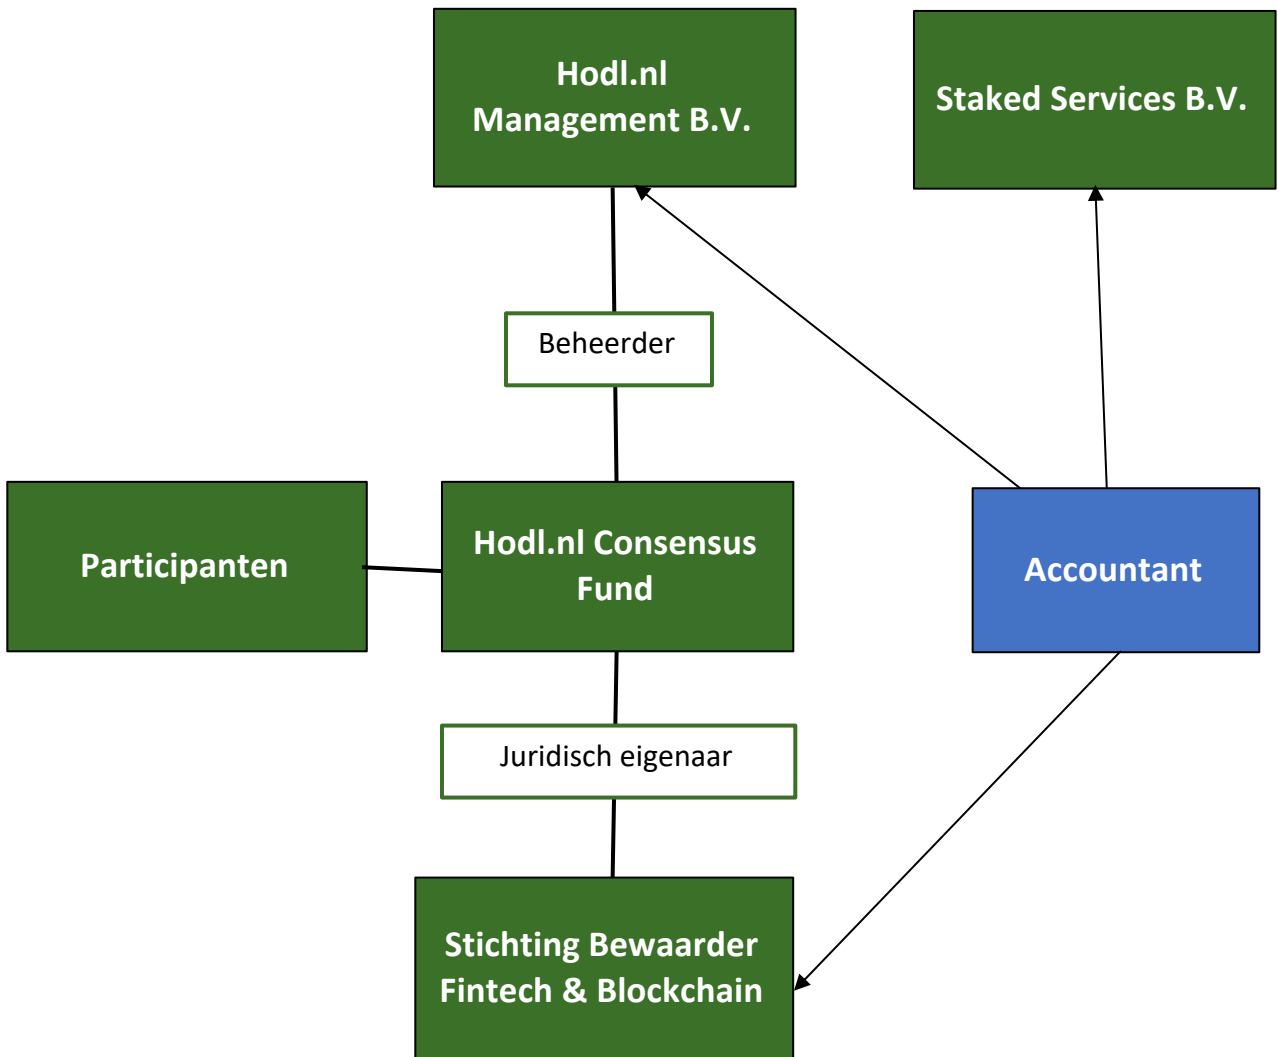 Hodl.nl
Management B.V.
Staked Services B.V.
Beheerder
Participanten
Hodl.nl Consensus
Fund
Accountant
Juridisch eigenaar
Stichting Bewaarder
Fintech & Blockchain